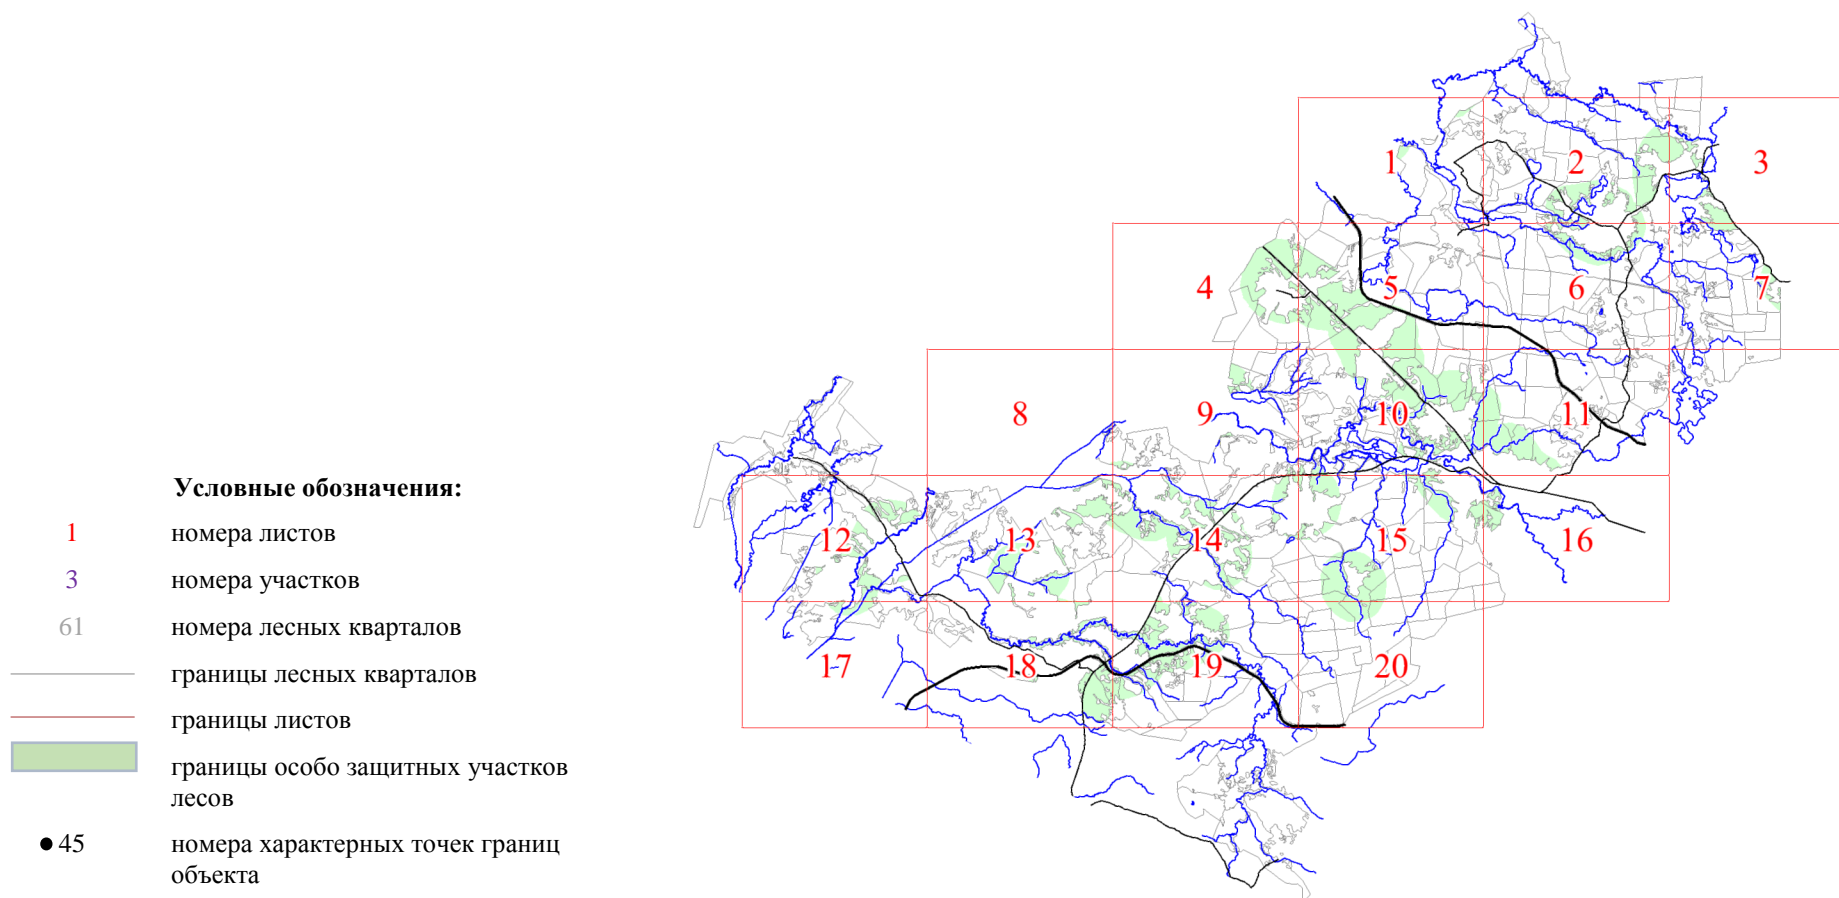 Условные обозначения:
1 номера листов
3 номера участков
61 номера лесных кварталов
границы лесных кварталов
границы листов
границы особо защитных участков
лесов
45 номера характерных точек границ
объекта
1 2 3
4 5 6 7
8 9 10 11
12 13 14 15 16
17 18 19 20